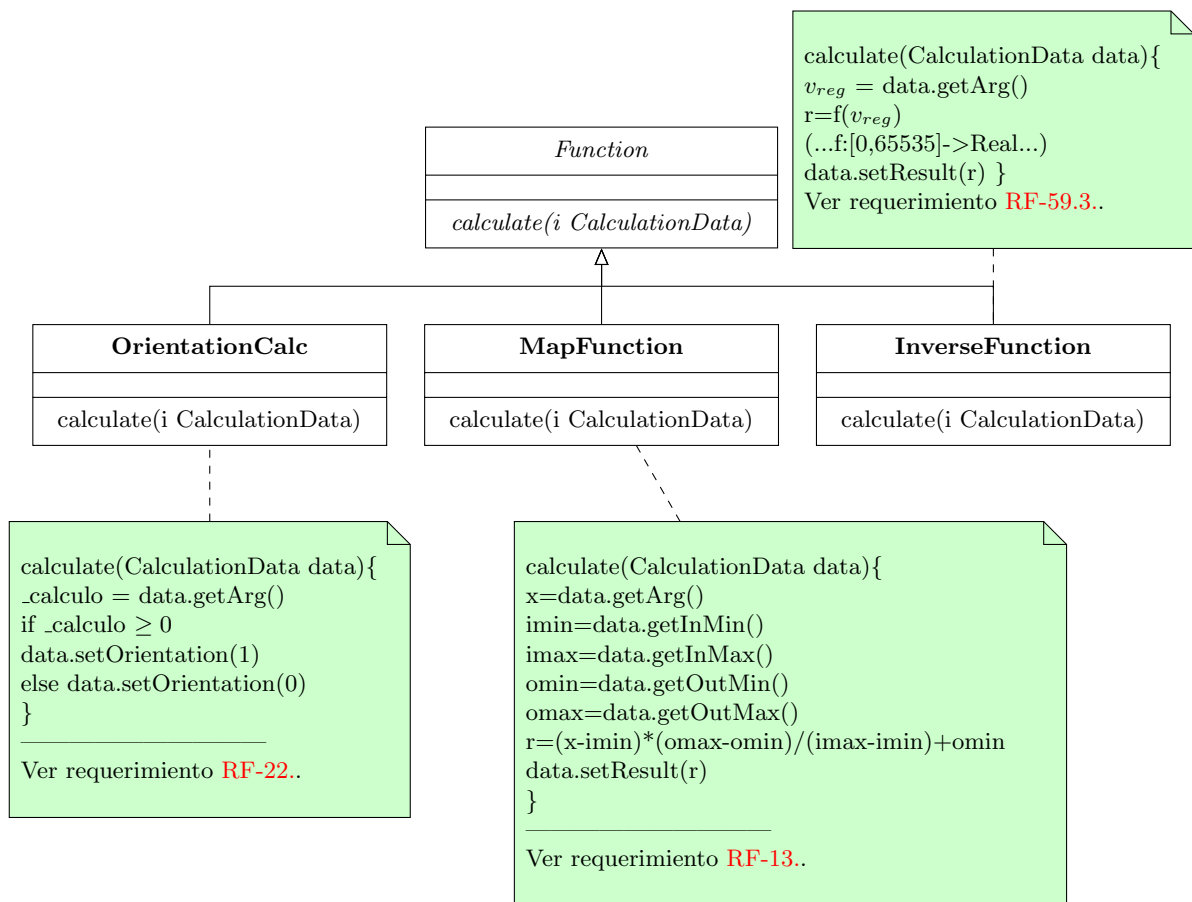 calculate(CalculationData data){
v_reg = data.getArg()
r=f(v_reg)
(...f:[0,65535]->Real...)
data.setResult(r) }
Ver requerimiento RF-59.3..
Function
calculate(i CalculationData)
OrientationCalc
calculate(i CalculationData)
MapFunction
calculate(i CalculationData)
InverseFunction
calculate(i CalculationData)
calculate(CalculationData data){
_calculo = data.getArg()
if _calculo ≥ 0
data.setOrientation(1)
else data.setOrientation(0)
}
Ver requerimiento RF-22..
calculate(CalculationData data){
x=data.getArg()
imin=data.getInMin()
imax=data.getInMax()
omin=data.getOutMin()
omax=data.getOutMax()
r=(x-imin)*(omax-omin)/(imax-imin)+omin
data.setResult(r)
}
Ver requerimiento RF-13..